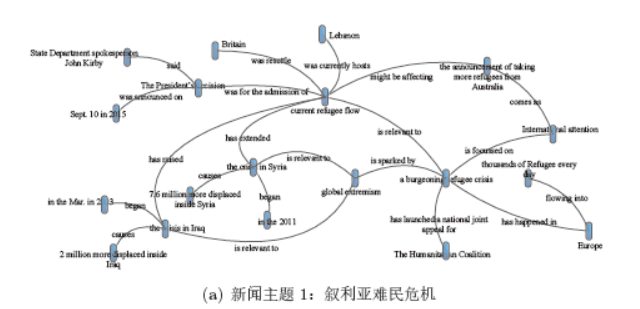 Lebanon
Britain
State Department spokesperson
John Kirby
said
was resottle
was currently hosts
the announcement of taking
more refugees from
Australia
The President's decision
was for the admission of
might be affecting
was announced on
current refugee flow
comes as
Sept. 10 in 2015
International attention
has extended
is relevant to
is focussed on
has raised
the crisis in Syria
is relevant to
is sparked by
thousands of Refugee every
day
causes
global extremism
a burgeoning refugee crisis
7.6 million more displaced
inside Syria
began
flowing into
in the Mar. in 2013
began
in the 2011
has launched a national joint
appeal for
has happened in
the crisis in Iraq
causes
is relevant to
Europe
2 million more displaced inside
Iraq
The Humanitarian Coalition
(a) 新闻主题 1：叙利亚难民危机